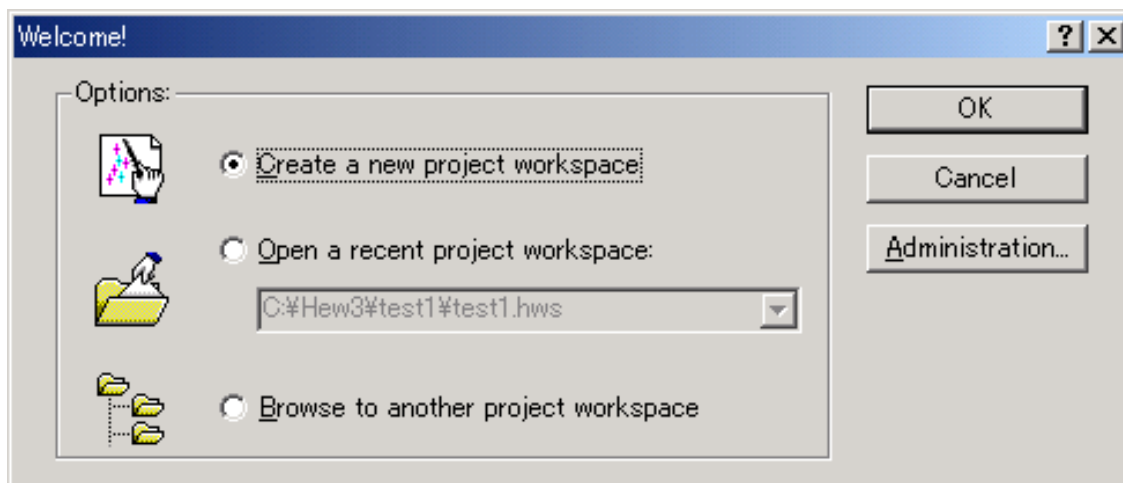 Welcome!
Options:
Create a new project workspace
Open a recent project workspace:
C:¥Hew3¥test1¥test1.hws
Browse to another project workspace
OK
Cancel
Administration...